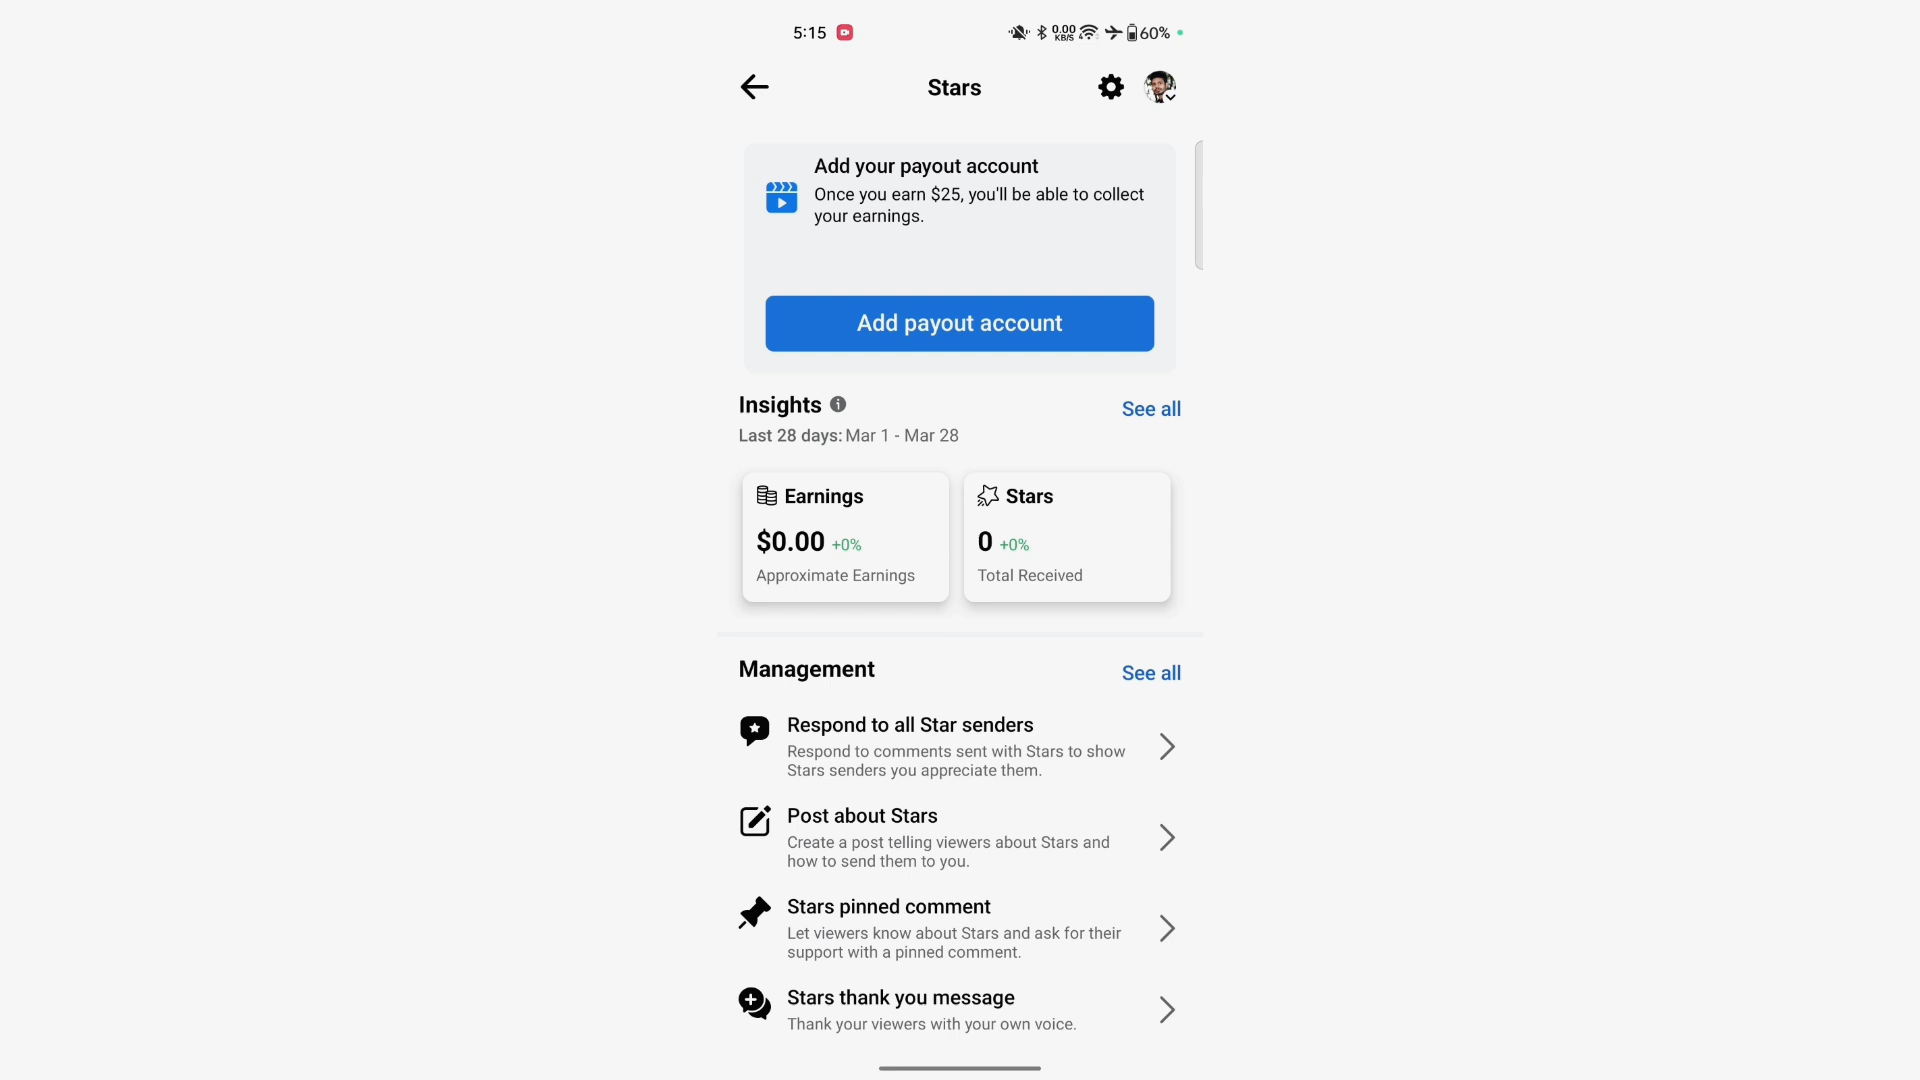 5:15
0.00
KB/S
60%
Stars
Add your payout account
Once you earn $25, you'll be able to collect
your earnings.
Add payout account
Insights
See all
Last 28 days: Mar 1 - Mar 28
Earnings
$0.00 +0%
Approximate Earnings
Stars
0 +0%
Total Received
Management
See all
Respond to all Star senders
Respond to comments sent with Stars to show
Stars senders you appreciate them.
Post about Stars
Create a post telling viewers about Stars and
how to send them to you.
Stars pinned comment
Let viewers know about Stars and ask for their
support with a pinned comment.
Stars thank you message
Thank your viewers with your own voice.